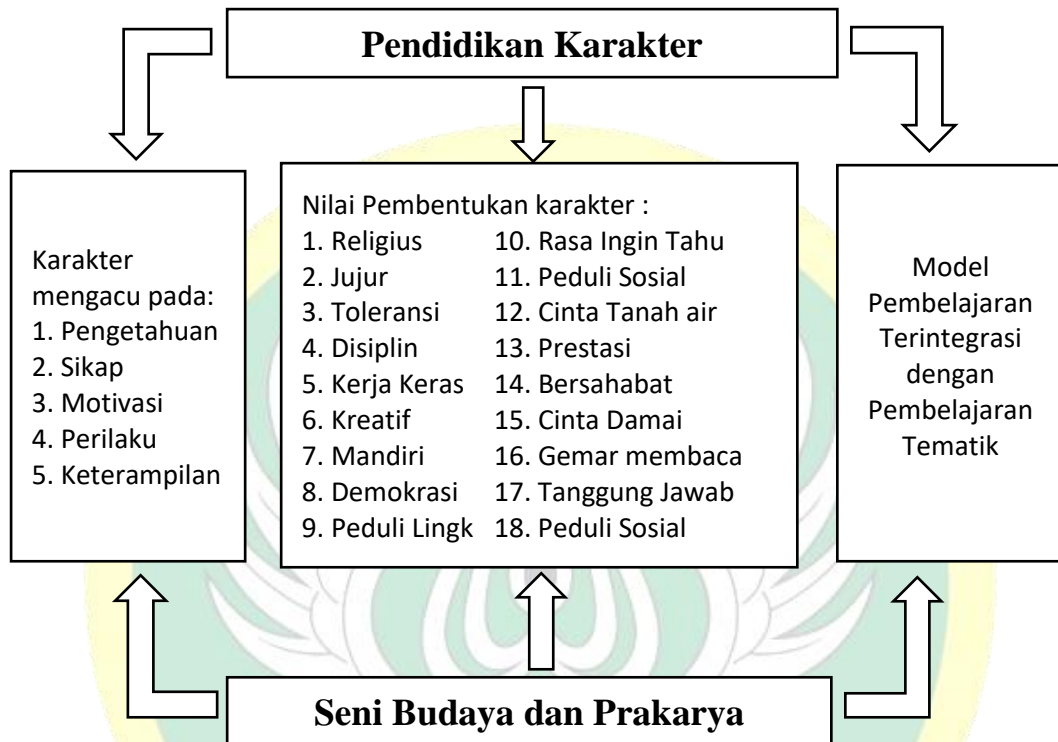 Pendidikan Karakter
Karakter
mengacu pada:
1. Pengetahuan
2. Sikap
3. Motivasi
4. Perilaku
5. Keterampilan
Nilai Pembentukan karakter :
1. Religius 10. Rasa Ingin Tahu
2. Jujur 11. Peduli Sosial
3. Toleransi 12. Cinta Tanah air
4. Disiplin 13. Prestasi
5. Kerja Keras 14. Bersahabat
6. Kreatif 15. Cinta Damai
7. Mandiri 16. Gemar membaca
8. Demokrasi 17. Tanggung Jawab
9. Peduli Lingk 18. Peduli Sosial
Model
Pembelajaran
Terintegrasi
dengan
Pembelajaran
Tematik
Seni Budaya dan Prakarya